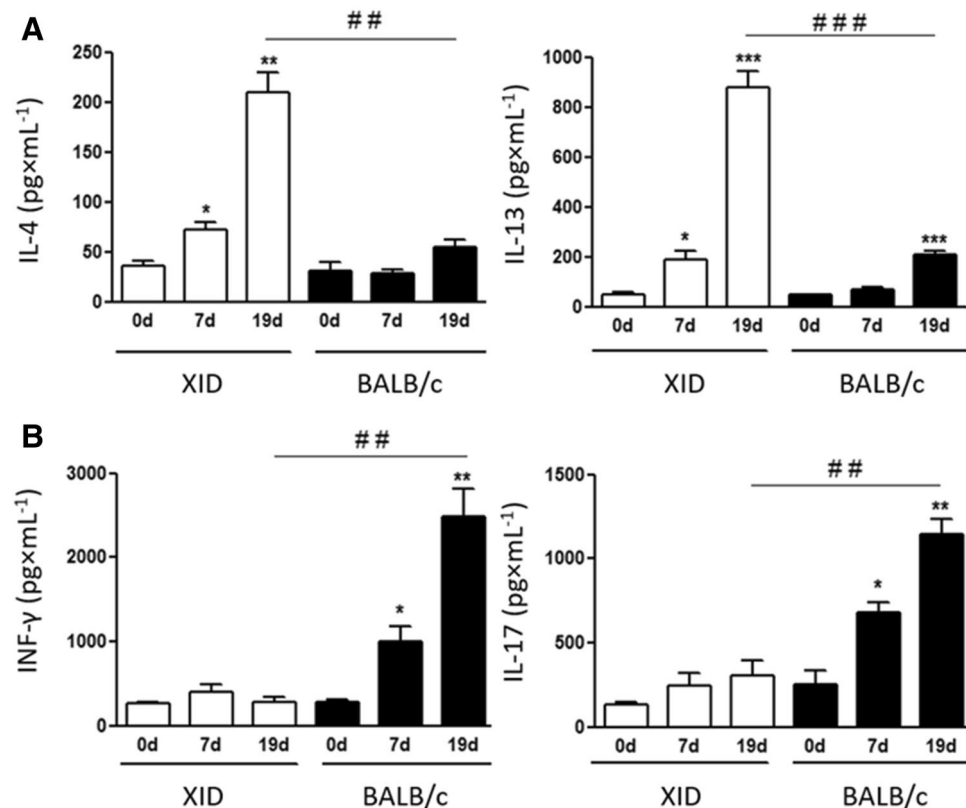 A
##
IL-4 (pg×mL⁻¹)
250
200
150
100
50
0
*
**
0d 7d 19d 0d 7d 19d
XID BALB/c
###
IL-13 (pg×mL⁻¹)
1000
800
600
400
200
0
*
***
***
0d 7d 19d 0d 7d 19d
XID BALB/c
B
##
INF-γ (pg×mL⁻¹)
3000
2000
1000
0
*
**
0d 7d 19d 0d 7d 19d
XID BALB/c
##
IL-17 (pg×mL⁻¹)
1500
1000
500
0
*
**
0d 7d 19d 0d 7d 19d
XID BALB/c